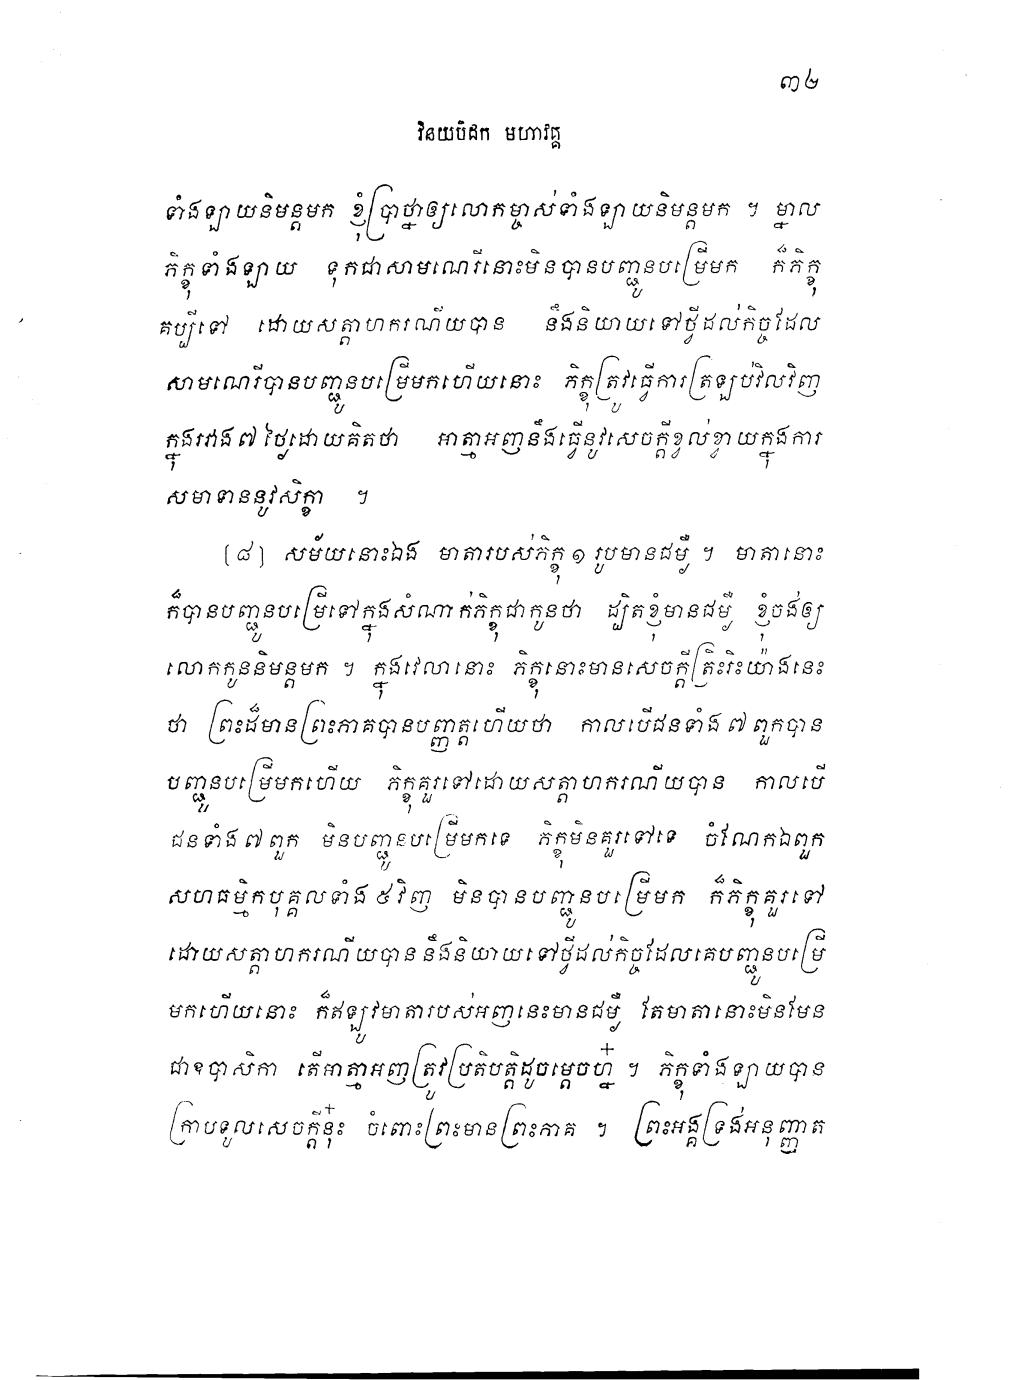 ៣៤
វិនយបិដក មហាវគ្គ
ទាំងឡាយនិមន្តមក ខ្ញុំប្រាថ្នាឲ្យលោកម្ចាស់ទាំងឡាយនិមន្តមក ។ ម្នាល
ភិក្ខុទាំងឡាយ ទុកជាសាមណេរីនោះមិនបានបញ្ជូនបម្រើមក ក៏ភិក្ខុ
គប្បីទៅ ដោយសត្តាហករណីយបាន នឹងនិយាយទៅថ្វីដល់កិច្ចដែល
សាមណេរីបានបញ្ជូនបម្រើមកហើយនោះ ភិក្ខុត្រូវធ្វើការត្រឡប់វិលវិញ
ក្នុងរវាង៧ ថ្ងៃដោយគិតថា អាត្មាអញនឹងធ្វើនូវសេចក្តីខ្វល់ខ្វាយក្នុងការ
សមាទាននូវសិក្ខា ។
(៨) សម័យនោះឯង មាតារបស់ភិក្ខុ ១ រូបមានជម្ងឺ ។ មាតានោះ
ក៏បានបញ្ជូនបម្រើទៅក្នុងសំណាក់ភិក្ខុជាកូនថា ដ្បិតខ្ញុំមានជម្ងឺ ខ្ញុំចង់ឲ្យ
លោកកូននិមន្តមក ។ ក្នុងវេលានោះ ភិក្ខុនោះមានសេចក្តីត្រិះរិះយ៉ាងនេះ
ថា ព្រះដ៏មានព្រះភាគបានបញ្ញត្តហើយថា កាលបើជនទាំង ៧ ពួកបាន
បញ្ជូនបម្រើមកហើយ ភិក្ខុគួរទៅដោយសត្តាហករណីយបាន កាលបើ
ជនទាំង ៧ ពួក មិនបញ្ជូនបម្រើមកទេ ភិក្ខុមិនគួរទៅទេ ចំណែកឯពួក
សហធម្មិកបុគ្គលទាំង ៥ វិញ មិនបានបញ្ជូនបម្រើមក ក៏ភិក្ខុគួរទៅ
ដោយសត្តាហករណីយបាន នឹងនិយាយទៅថ្វីដល់កិច្ចដែលគេបញ្ជូនបម្រើ
មកហើយនោះ ក៏ឥឡូវមាតារបស់អញនេះមានជម្ងឺ តែមាតានោះមិនមែន
ជាឧបាសិកា តើអាត្មាអញត្រូវប្រតិបត្តិដូចម្តេចហ្ន៎ ។ ភិក្ខុទាំងឡាយបាន
ក្រាបទូលសេចក្តីនុ៎ះ ចំពោះព្រះមានព្រះភាគ ។ ព្រះអង្គទ្រង់អនុញ្ញាត